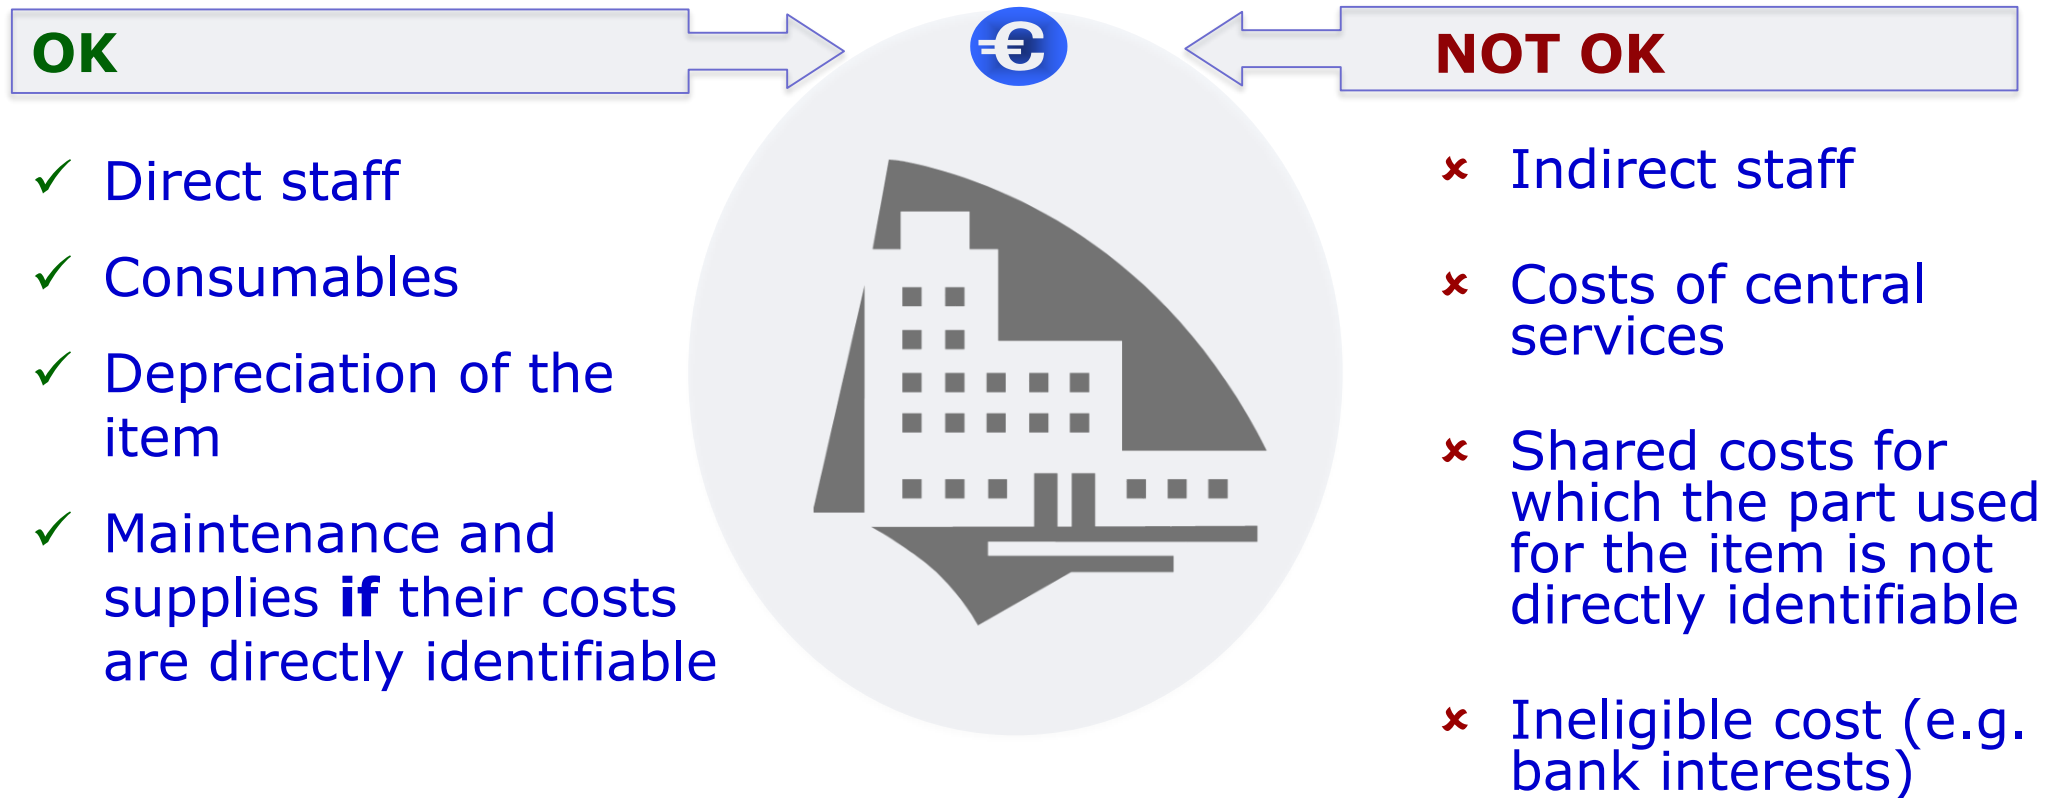 OK
Direct staff
Consumables
Depreciation of the
item
Maintenance and
supplies if their costs
are directly identifiable
€
NOT OK
Indirect staff
Costs of central
services
Shared costs for
which the part used
for the item is not
directly identifiable
Ineligible cost (e.g.
bank interests)